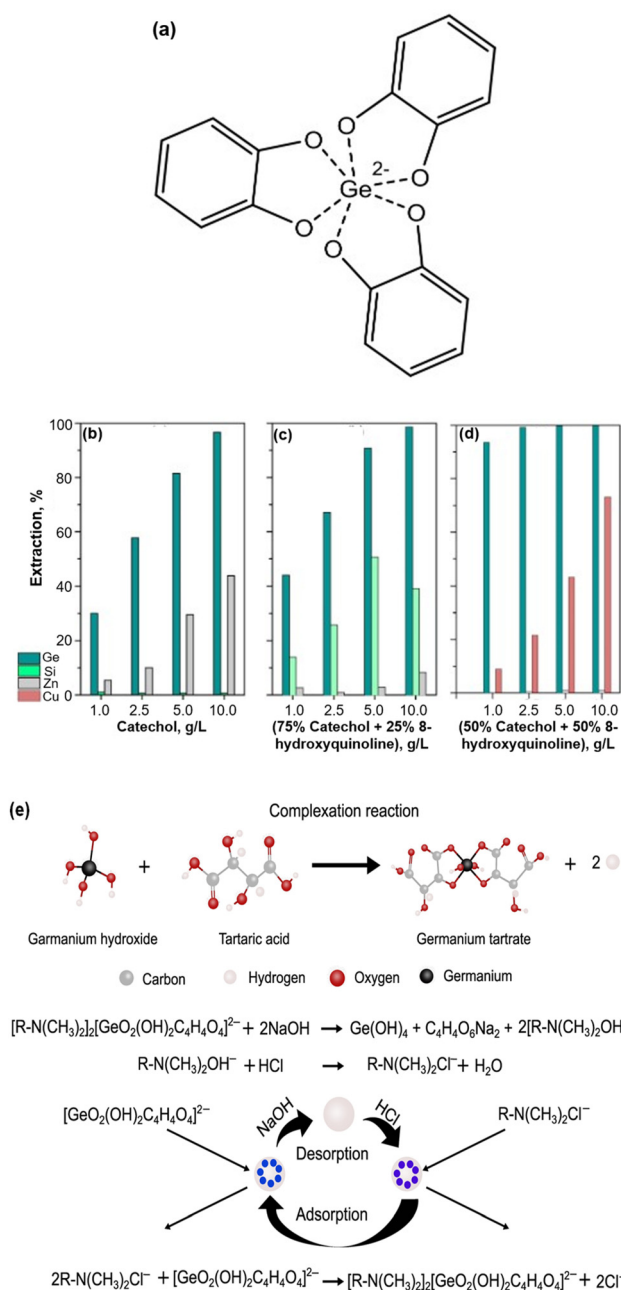 (a)
O
O
2-
Ge
O
O
O
O
(b)
(c)
(d)
100
80
60
40
20
0
Extraction, %
Ge
Si
Zn
Cu
1.0 2.5 5.0 10.0
Catechol, g/L
1.0 2.5 5.0 10.0
(75% Catechol + 25% 8-
hydroxyquinoline), g/L
1.0 2.5 5.0 10.0
(50% Catechol + 50% 8-
hydroxyquinoline), g/L
(e)
Complexation reaction
+
+ 2
Garmanium hydroxide
Tartaric acid
Germanium tartrate
Carbon
Hydrogen
Oxygen
Germanium
[R-N(CH₃)₂]₂[GeO₂(OH)₂C₄H₄O₄]²⁻ + 2NaOH → Ge(OH)₄ + C₄H₄O₆Na₂ + 2[R-N(CH₃)₂OH
R-N(CH₃)₂OH⁻ + HCl → R-N(CH₃)₂Cl⁻ + H₂O
[GeO₂(OH)₂C₄H₄O₄]²⁻
NaOH
HCl
R-N(CH₃)₂Cl⁻
Desorption
Adsorption
2R-N(CH₃)₂Cl⁻ + [GeO₂(OH)₂C₄H₄O₄]²⁻ → [R-N(CH₃)₂]₂[GeO₂(OH)₂C₄H₄O₄]²⁻ + 2Cl⁻